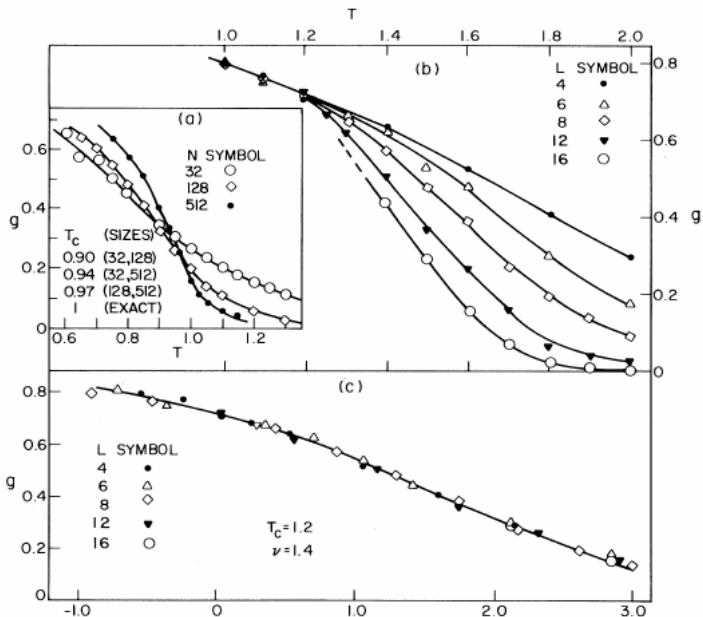 T
1.0 1.2 1.4 1.6 1.8 2.0
(b)
L SYMBOL
4
6
8
12
16
0.8
0.6
0.4
0.2
0
g
(a)
N SYMBOL
32
128
512
0.6
0.4
0.2
0
g
Tc (SIZES)
0.90 (32,128)
0.94 (32,512)
0.97 (128,512)
1 (EXACT)
0.6 0.8 1.0 1.2
T
(c)
0.8
0.6
0.4
0.2
0
g
L SYMBOL
4
6
8
12
16
Tc = 1.2
ν = 1.4
-1.0 0 1.0 2.0 3.0